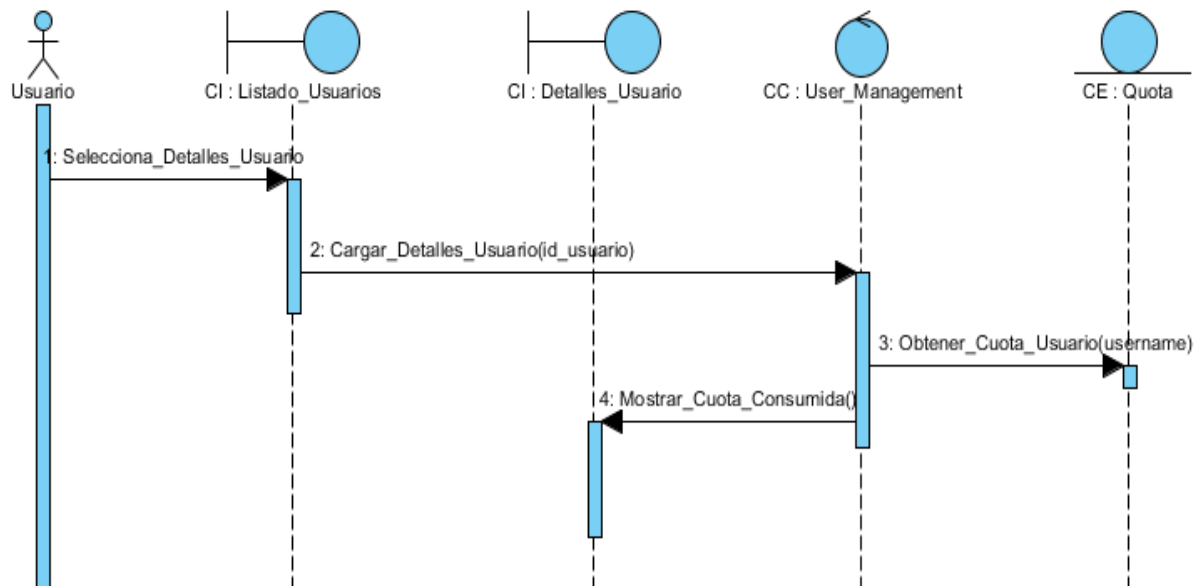 Usuario
CI : Listado_Usuarios
CI : Detalles_Usuario
CC : User_Management
CE : Quota
1: Selecciona_Detalles_Usuario
2: Cargar_Detalles_Usuario(id_usuario)
3: Obtener_Cuota_Usuario(username)
4: Mostrar_Cuota_Consumida()